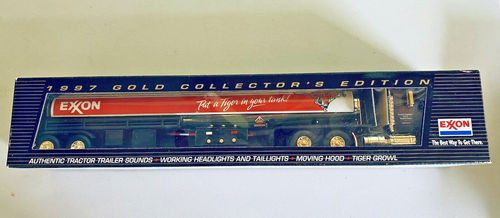 1997 GOLD COLLECTOR'S EDITION
EXXON
Put a Tiger in your tank!
EXXON
The Best Way To Get There.
AUTHENTIC TRACTOR TRAILER SOUNDS • WORKING HEADLIGHTS AND TAILLIGHTS • MOVING HOOD • TIGER GROWL